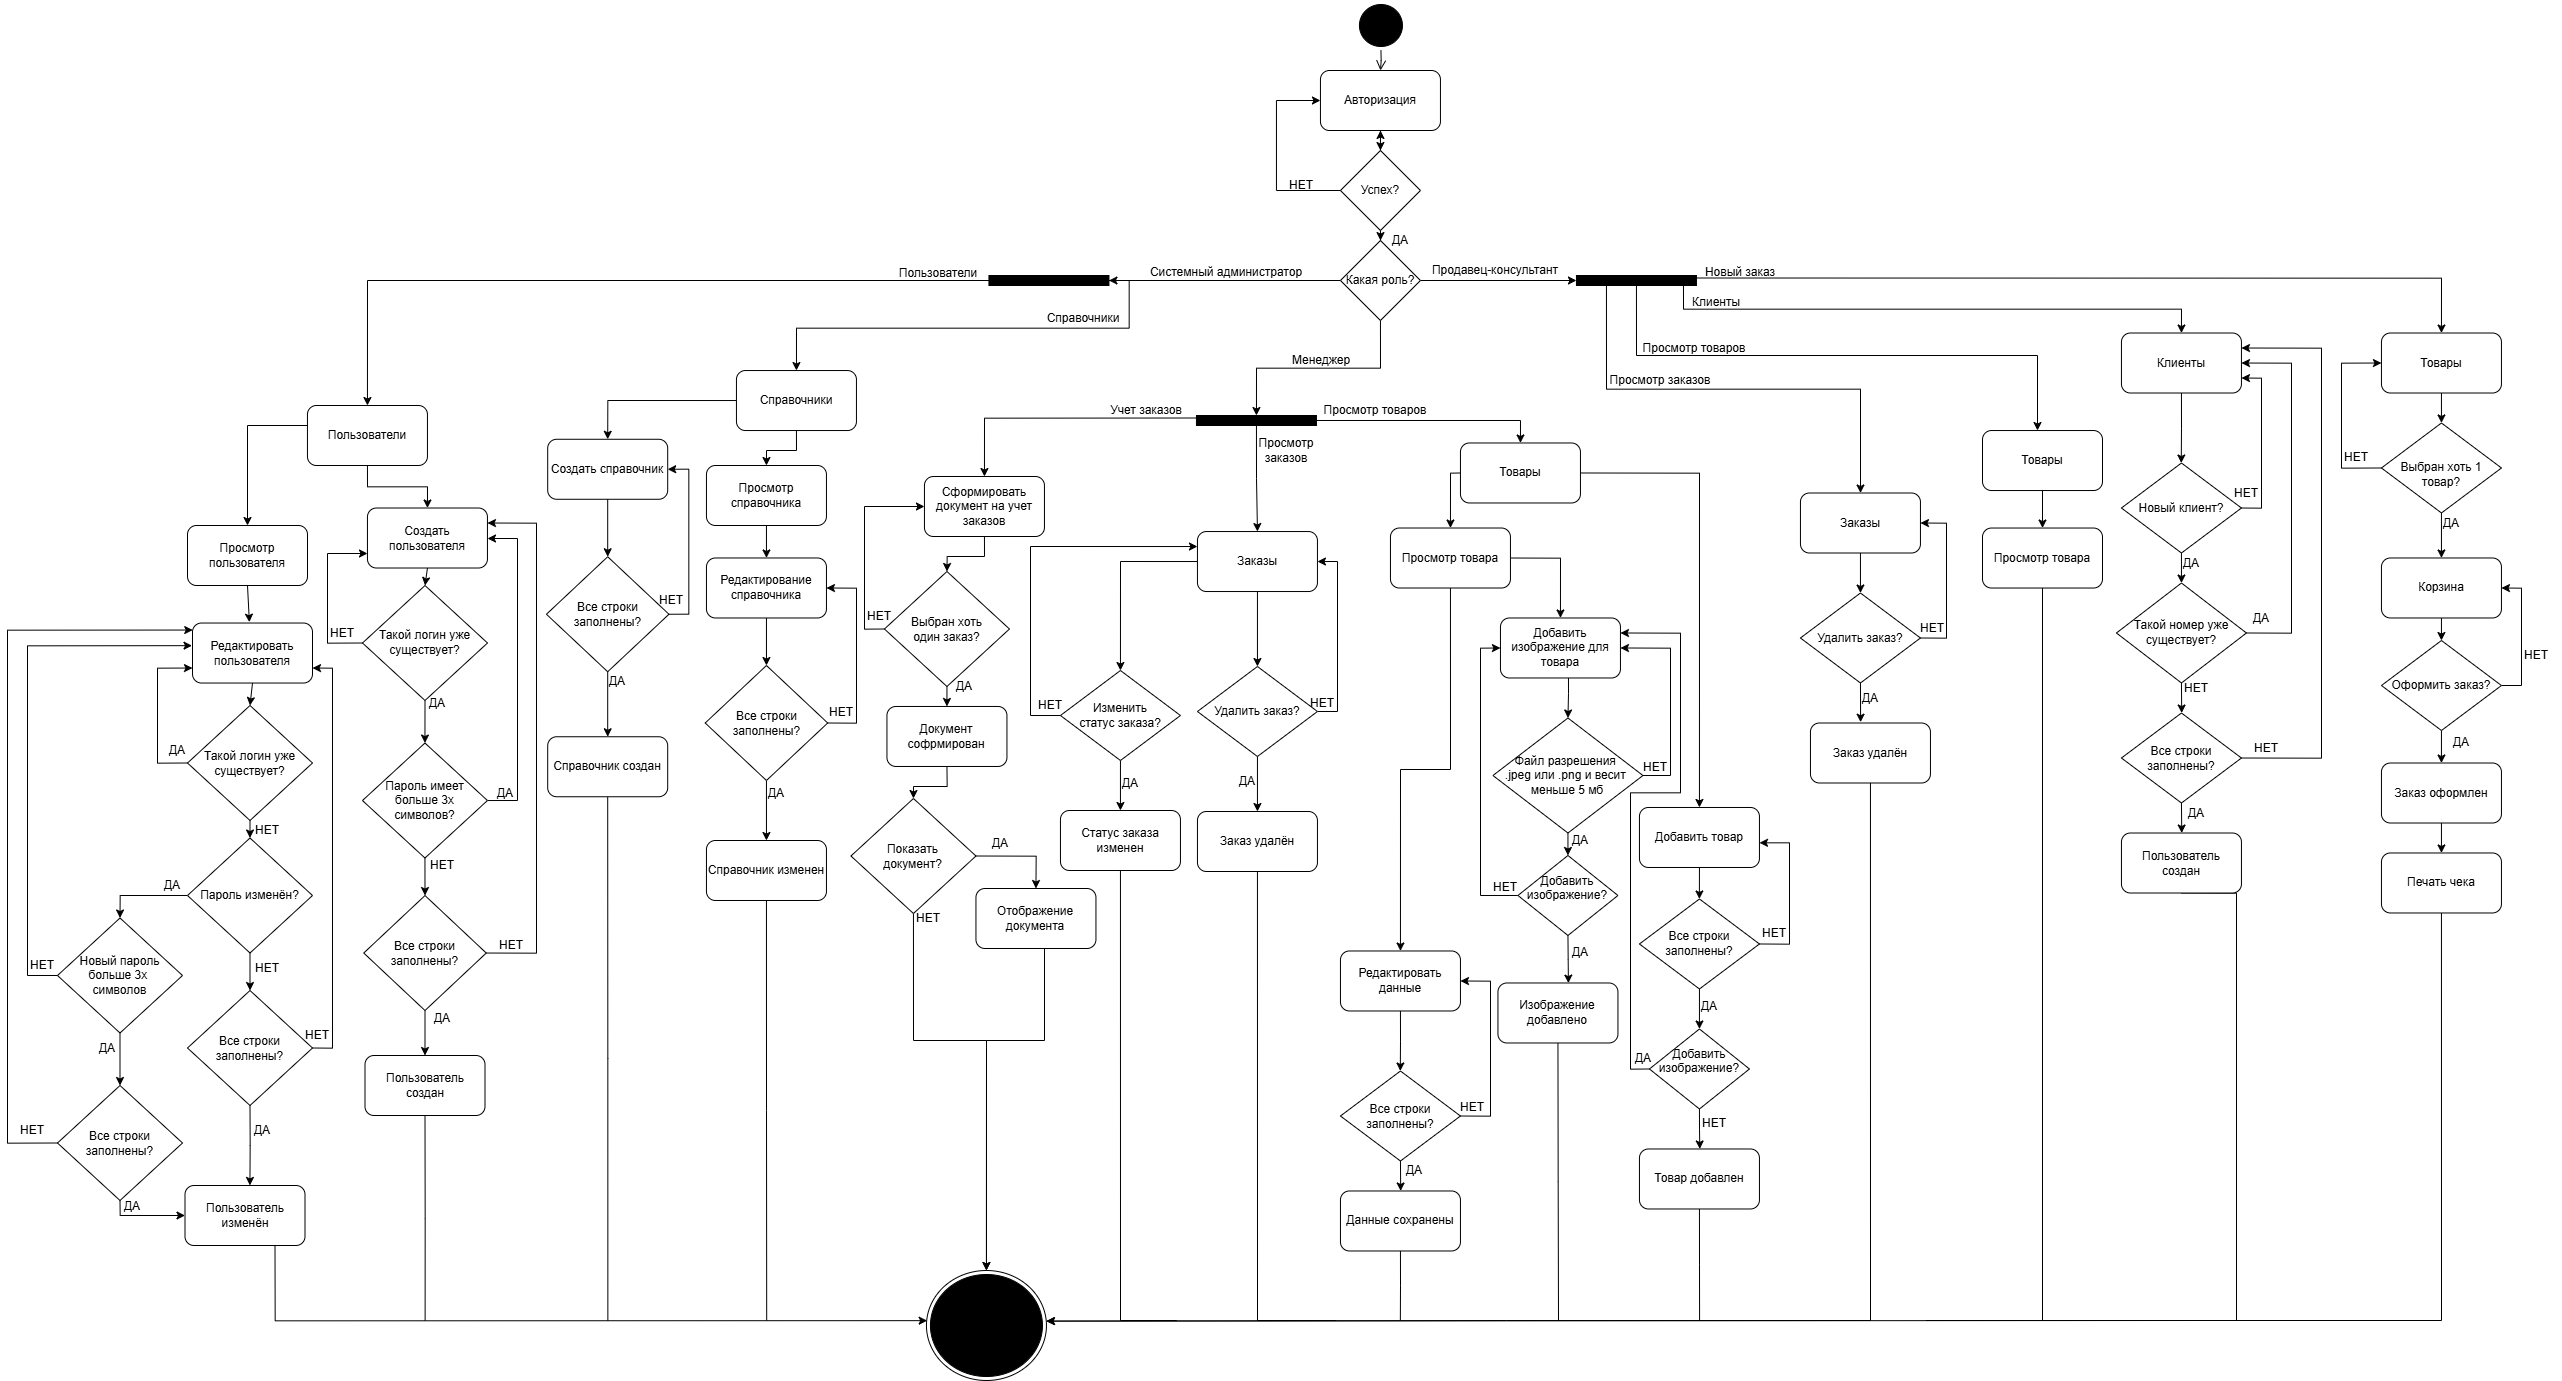 Авторизация
НЕТ
Успех?
ДА
Пользователи
Системный администратор
Какая роль?
Продавец-консультант
Новый заказ
Клиенты
Справочники
Менеджер
Просмотр товаров
Просмотр заказов
Пользователи
Справочники
Учет заказов
Просмотр товаров
Просмотр
заказов
Клиенты
Товары
Просмотр
пользователя
Редактировать
пользователя
Такой логин уже
существует?
ДА
НЕТ
Пароль изменён?
ДА
НЕТ
Новый пароль
больше 3х
символов
НЕТ
ДА
Все строки
заполнены?
НЕТ
ДА
Все строки
заполнены?
НЕТ
ДА
Пользователь
изменён
Создать
пользователя
Такой логин уже
существует?
НЕТ
ДА
Пароль имеет
больше 3х
символов?
ДА
НЕТ
Все строки
заполнены?
НЕТ
ДА
Пользователь
создан
Создать справочник
Все строки
заполнены?
НЕТ
ДА
Справочник создан
Просмотр
справочника
Редактирование
справочника
Все строки
заполнены?
НЕТ
ДА
Справочник изменен
Сформировать
документ на учет
заказов
Выбран хоть
один заказ?
НЕТ
ДА
Документ
софрмирован
Показать
документ?
ДА
НЕТ
Отображение
документа
Заказы
Изменить
статус заказа?
НЕТ
ДА
Статус заказа
изменен
Удалить заказ?
НЕТ
ДА
Заказ удалён
Товары
Просмотр товара
Добавить
изображение для
товара
Файл разрешения
.jpeg или .png и весит
меньше 5 мб
НЕТ
ДА
Добавить
изображение?
НЕТ
ДА
Изображение
добавлено
Редактировать
данные
Все строки
заполнены?
НЕТ
ДА
Данные сохранены
Добавить товар
Все строки
заполнены?
НЕТ
ДА
Добавить
изображение?
ДА
НЕТ
Товар добавлен
Заказы
Удалить заказ?
НЕТ
ДА
Заказ удалён
Товары
Просмотр товара
Новый клиент?
НЕТ
ДА
Такой номер уже
существует?
ДА
НЕТ
Все строки
заполнены?
НЕТ
ДА
Пользователь
создан
Выбран хоть 1
товар?
НЕТ
ДА
Корзина
Оформить заказ?
НЕТ
ДА
Заказ оформлен
Печать чека